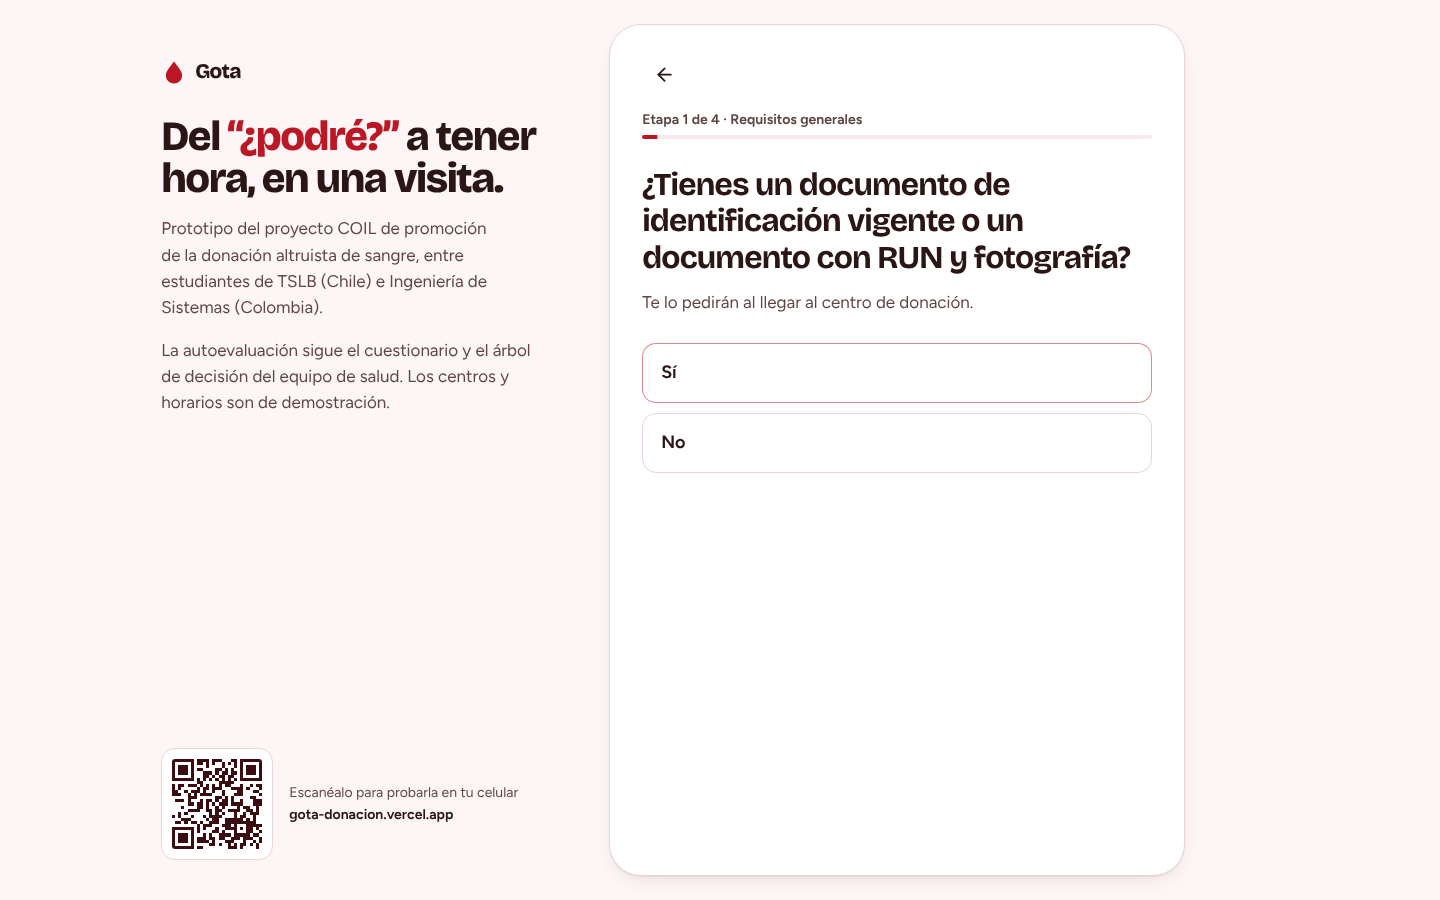 Gota
Del “¿podré?” a tener
hora, en una visita.
Prototipo del proyecto COIL de promoción
de la donación altruista de sangre, entre
estudiantes de TSLB (Chile) e Ingeniería de
Sistemas (Colombia).
La autoevaluación sigue el cuestionario y el árbol
de decisión del equipo de salud. Los centros y
horarios son de demostración.
Escanéalo para probarla en tu celular
gota-donacion.vercel.app
Etapa 1 de 4 · Requisitos generales
¿Tienes un documento de
identificación vigente o un
documento con RUN y fotografía?
Te lo pedirán al llegar al centro de donación.
Sí
No